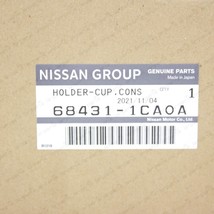 NISSAN GROUP GENUINE PARTS
Made in Japan
HOLDER-CUP.CONS 1
2021 11/04
68431-1CA0A
Nissan Motor Co., Ltd.